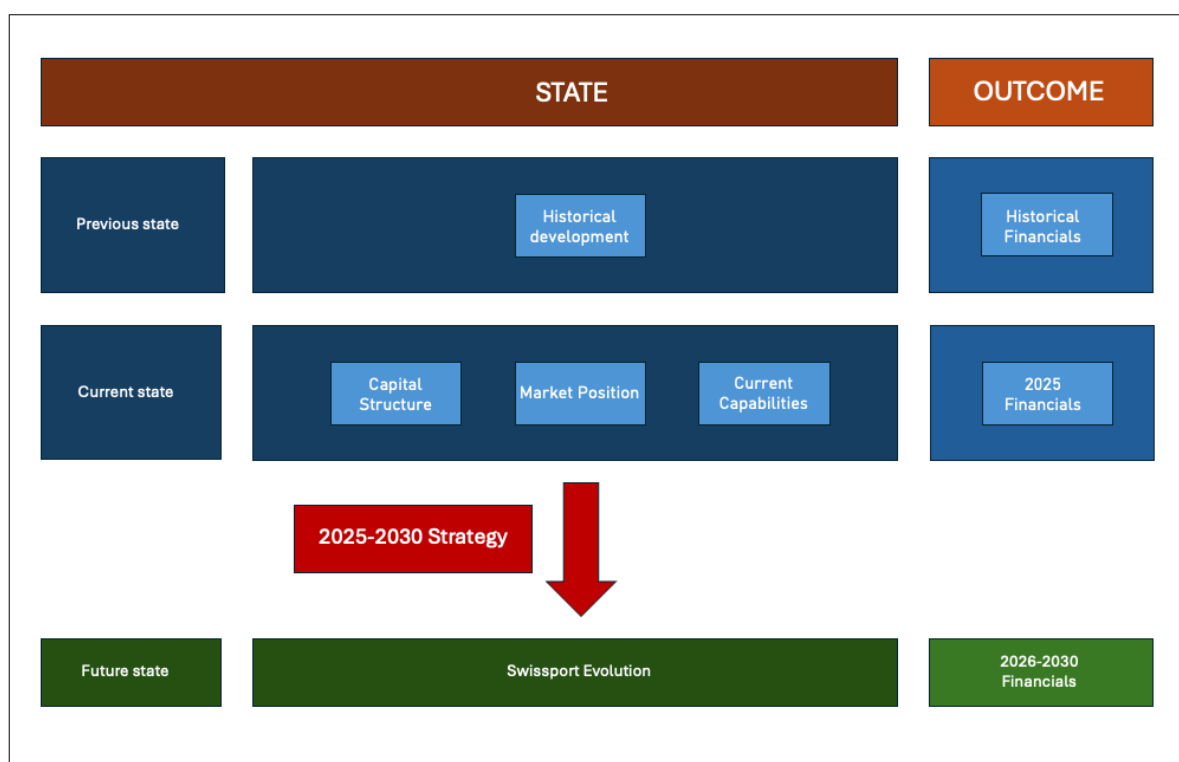 STATE
OUTCOME
Previous state
Historical
development
Historical
Financials
Current state
Capital
Structure
Market Position
Current
Capabilities
2025
Financials
2025-2030 Strategy
Future state
Swissport Evolution
2026-2030
Financials